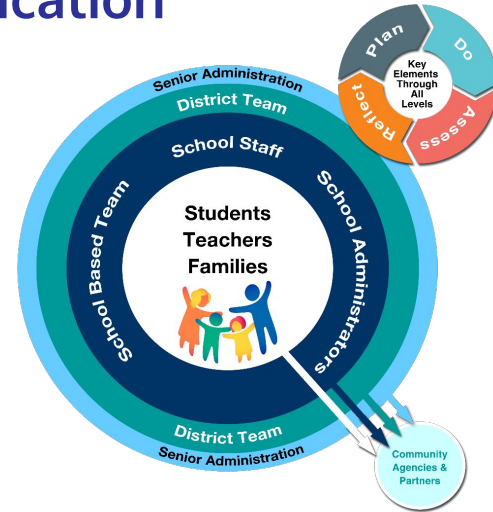 ication
Plan
Do
Assess
Reflect
Key
Elements
Through
All
Levels
Senior Administration
District Team
School Staff
School Based Team
School Administrators
Students
Teachers
Families
District Team
Senior Administration
Community
Agencies &
Partners